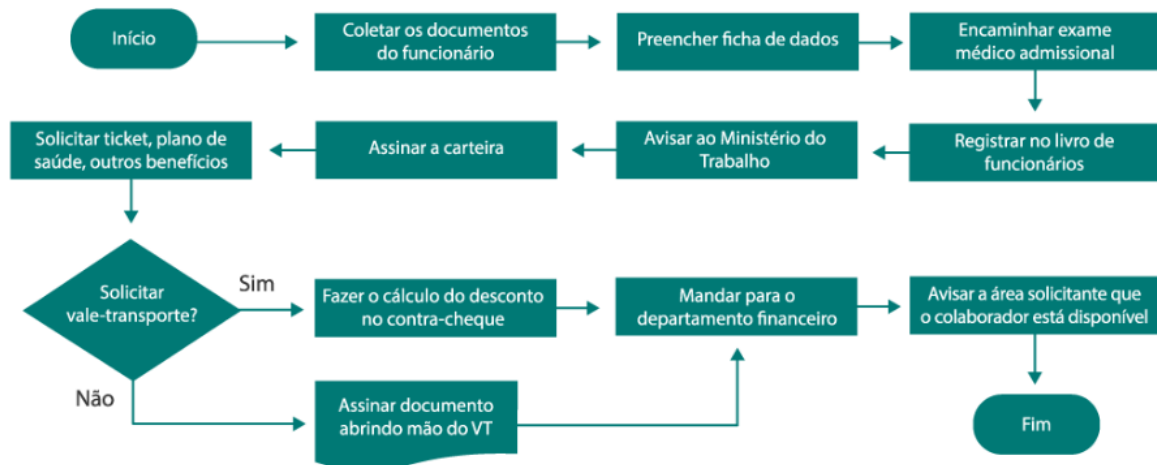 Início
Coletar os documentos
do funcionário
Preencher ficha de dados
Encaminhar exame
médico admissional
Solicitar ticket, plano de
saúde, outros benefícios
Assinar a carteira
Avisar ao Ministério do
Trabalho
Registrar no livro de
funcionários
Solicitar
vale-transporte?
Sim
Fazer o cálculo do desconto
no contra-cheque
Mandar para o
departamento financeiro
Avisar a área solicitante que
o colaborador está disponível
Não
Assinar documento
abrindo mão do VT
Fim